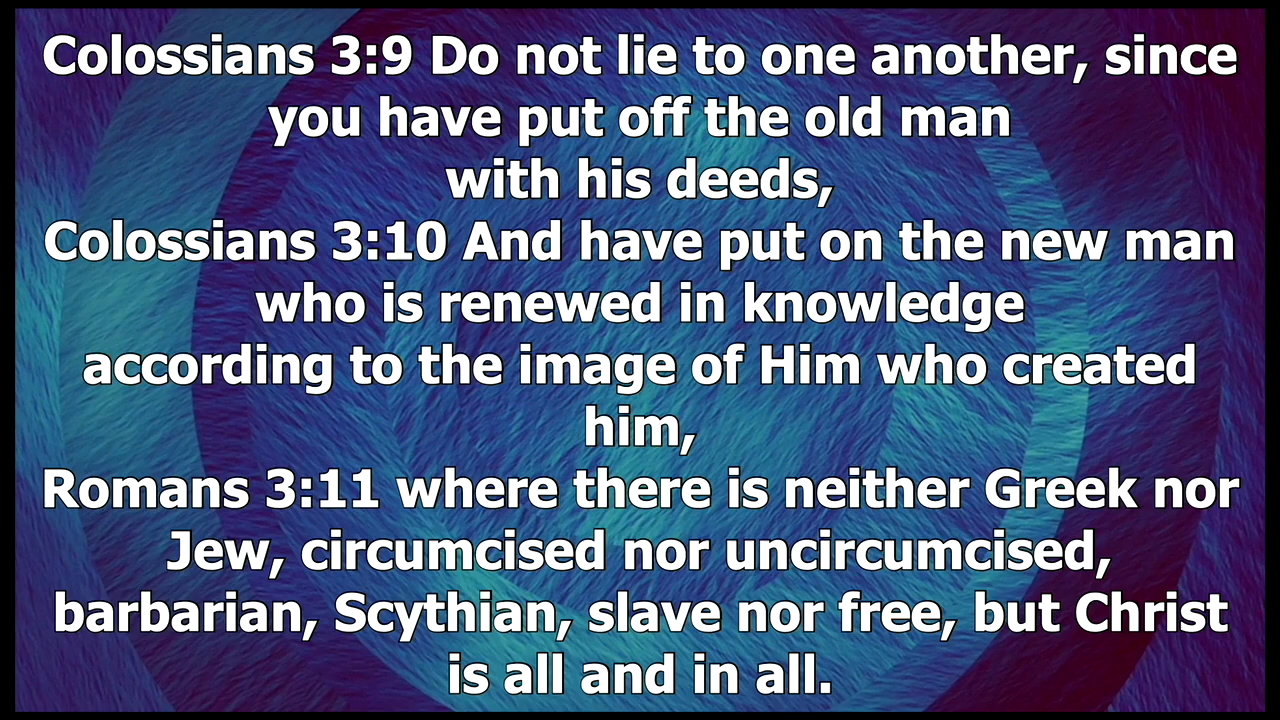 Colossians 3:9 Do not lie to one another, since
you have put off the old man
with his deeds,
Colossians 3:10 And have put on the new man
who is renewed in knowledge
according to the image of Him who created
him,
Romans 3:11 where there is neither Greek nor
Jew, circumcised nor uncircumcised,
barbarian, Scythian, slave nor free, but Christ
is all and in all.